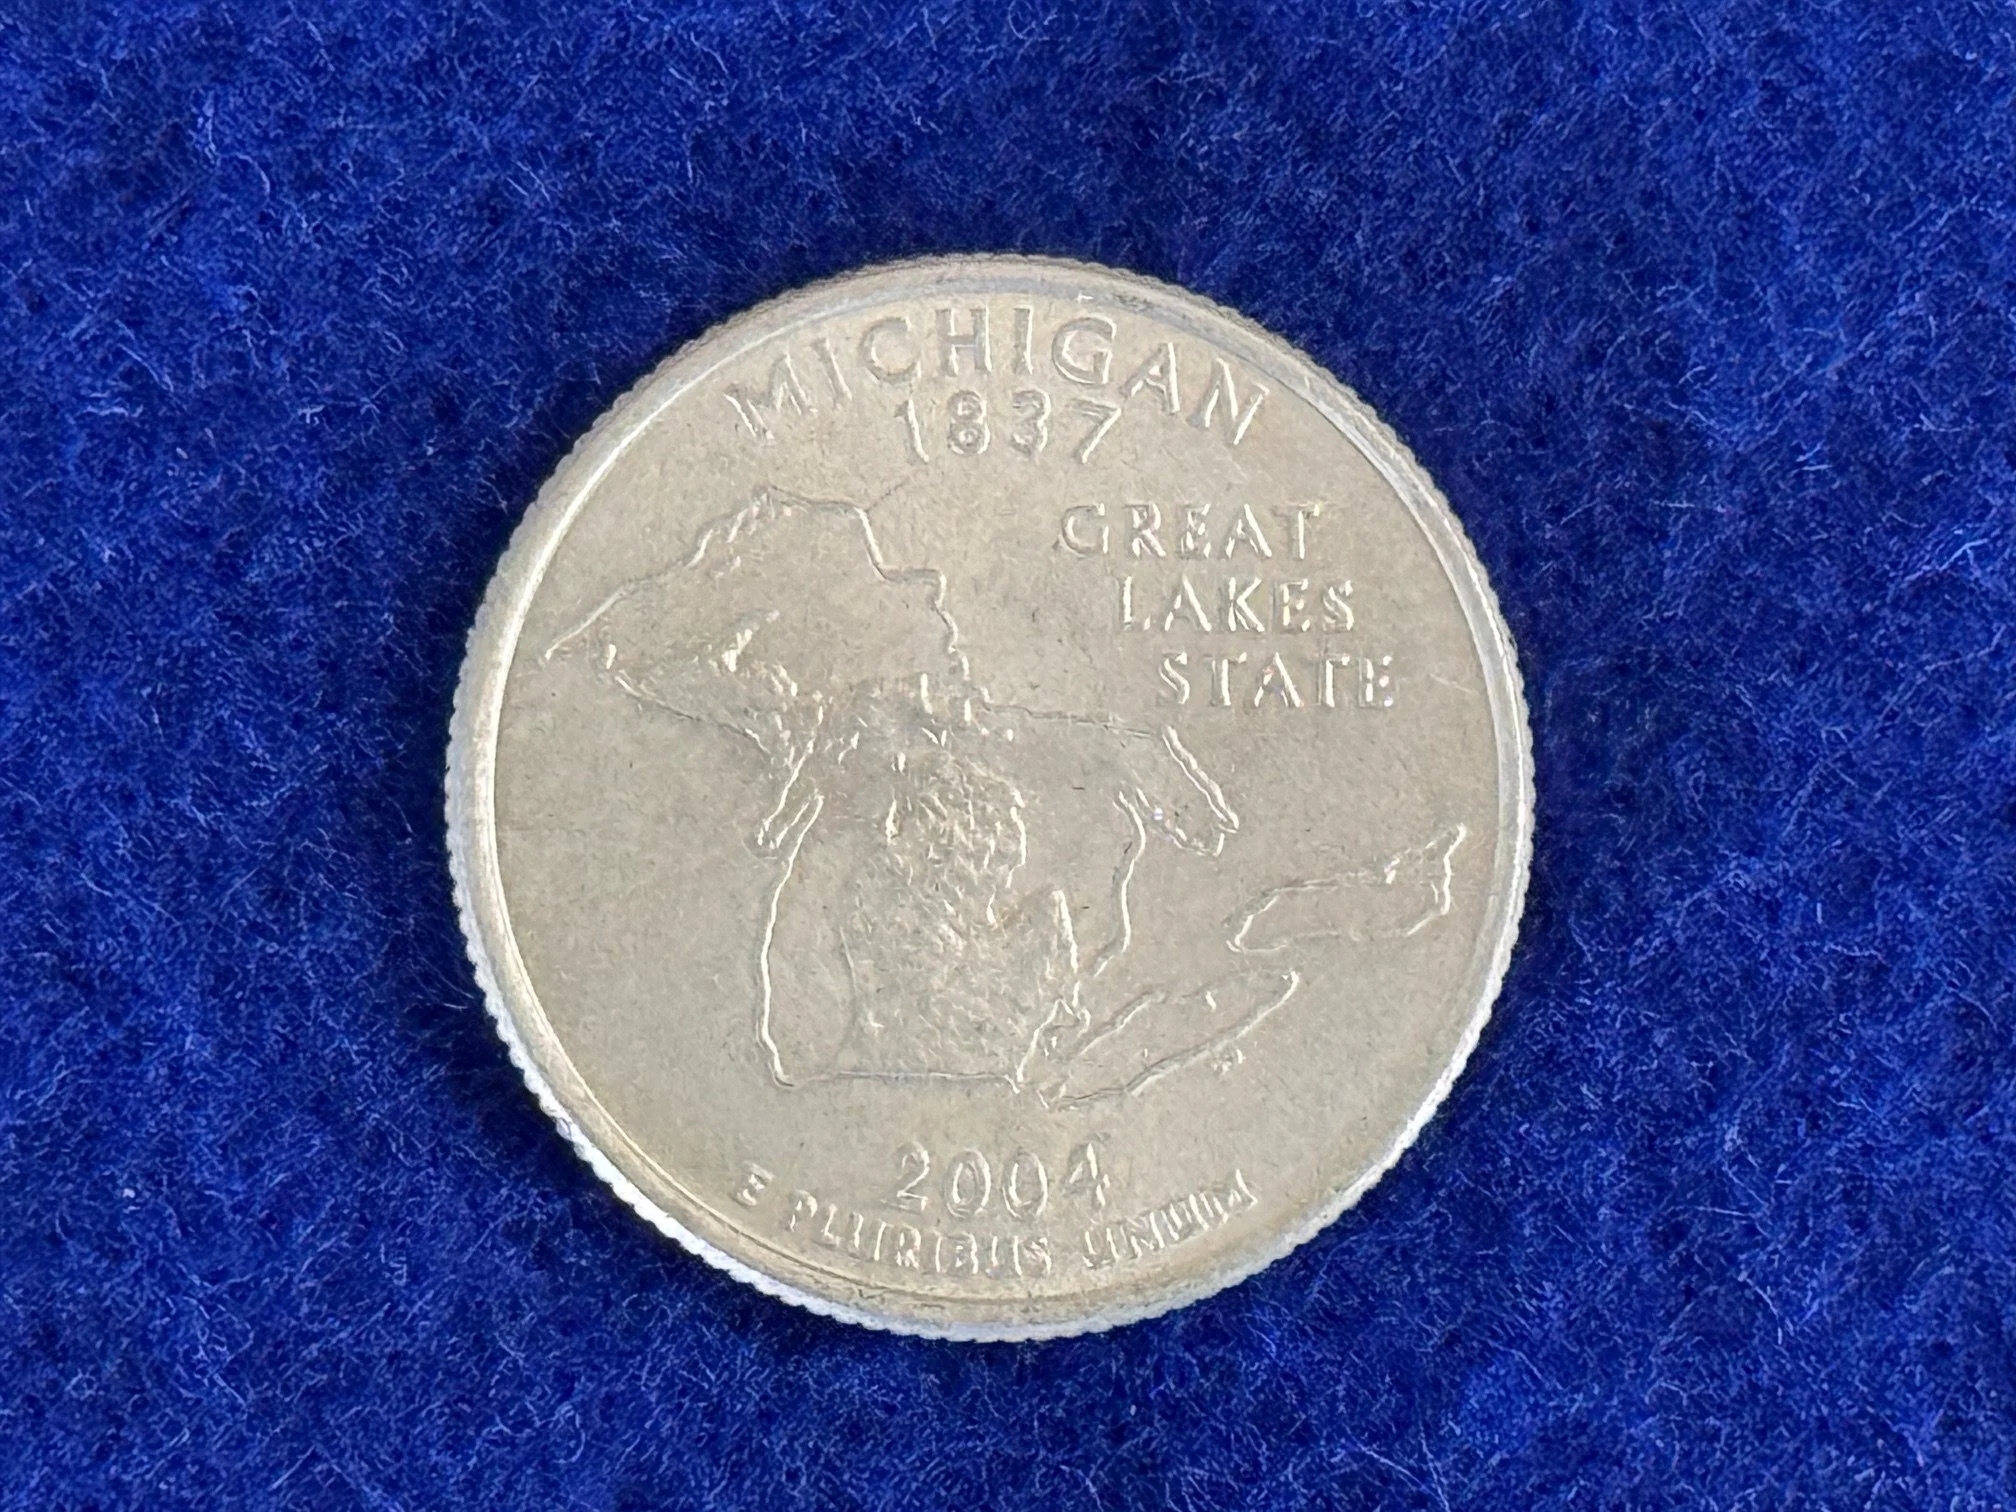 MICHIGAN
1837
GREAT
LAKES
STATE
2004
E PLURIBUS UNUM